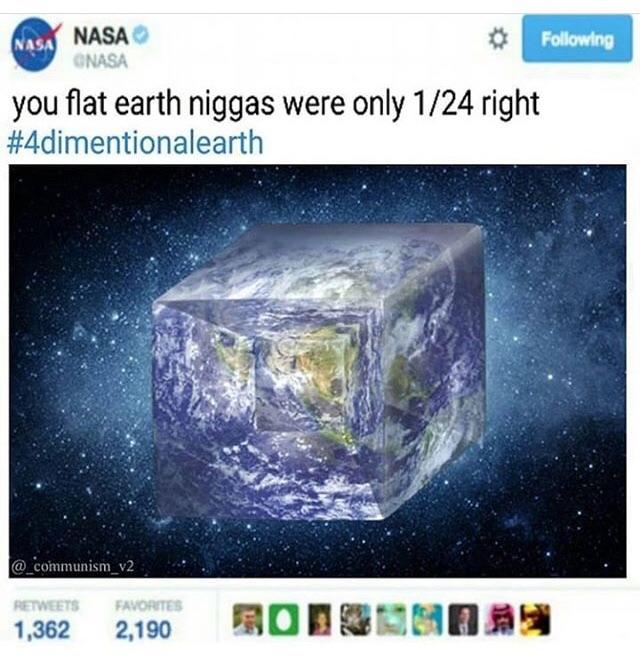 NASA
NASA
@NASA
Following
you flat earth niggas were only 1/24 right
#4dimentionalearth
@_communism_v2
RETWEETS
FAVORITES
1,362
2,190